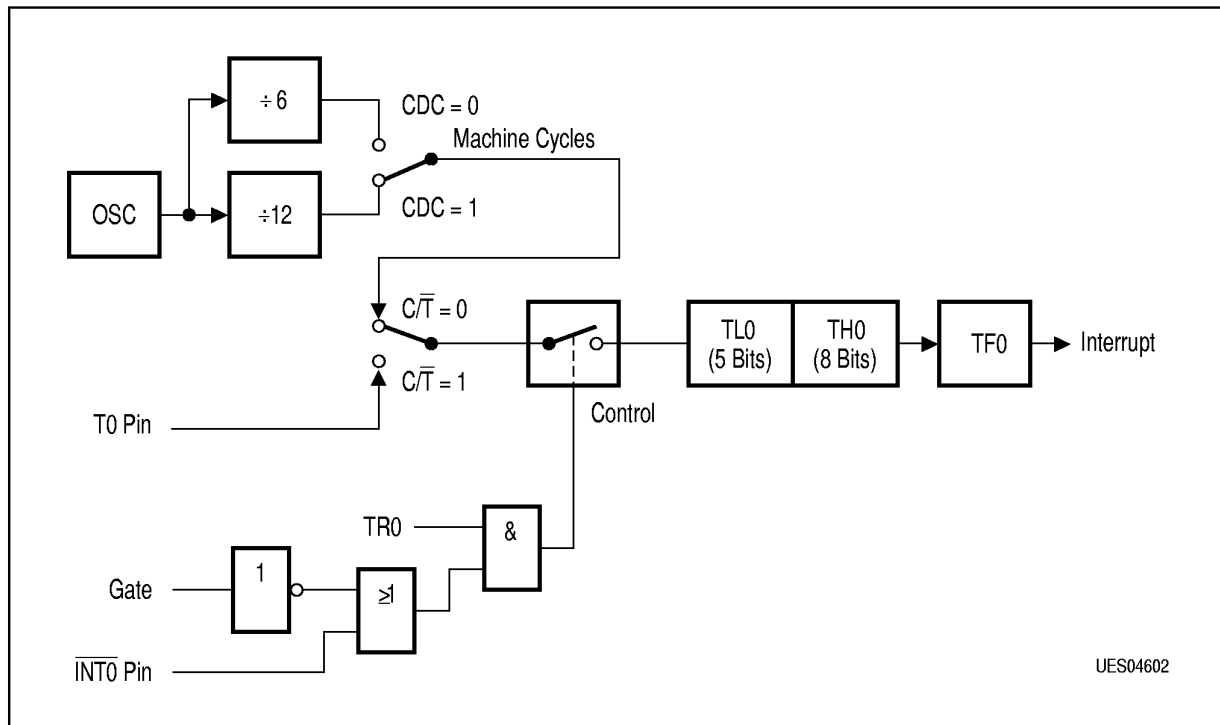 ÷ 6
CDC = 0
Machine Cycles
OSC
÷12
CDC = 1
C/T̅ = 0
TL0
(5 Bits)
TH0
(8 Bits)
TF0
Interrupt
C/T̅ = 1
Control
T0 Pin
TR0
&
Gate
1
≥1
I̅N̅T̅0̅ Pin
UES04602